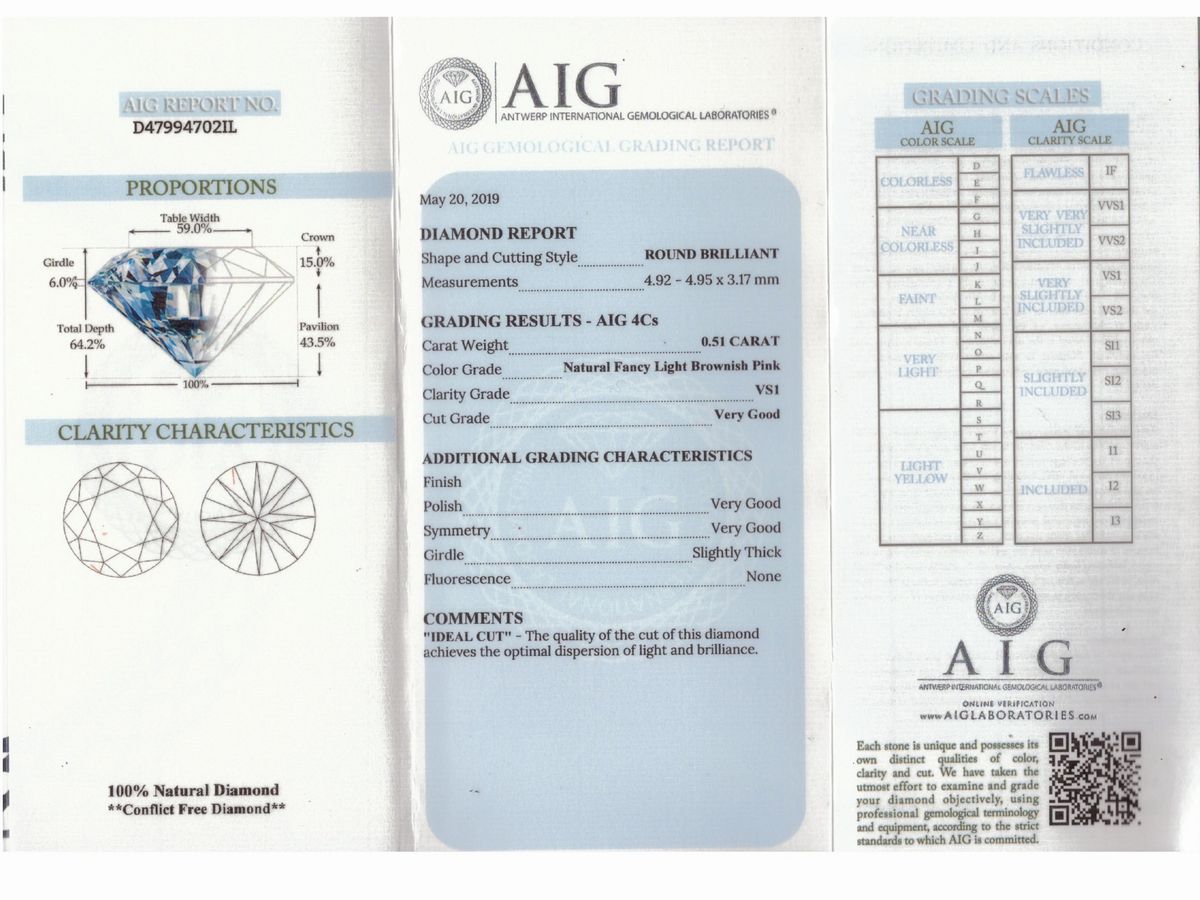 AIG REPORT NO.
D47994702IL
PROPORTIONS
Table Width
59.0%
Crown
15.0%
Girdle
6.0%
Total Depth
64.2%
Pavilion
43.5%
100%
CLARITY CHARACTERISTICS
100% Natural Diamond
**Conflict Free Diamond**
AIG
AIG
ANTWERP INTERNATIONAL GEMOLOGICAL LABORATORIES®
AIG GEMOLOGICAL GRADING REPORT
May 20, 2019
DIAMOND REPORT
Shape and Cutting Style ROUND BRILLIANT
Measurements 4.92 - 4.95 x 3.17 mm
GRADING RESULTS - AIG 4Cs
Carat Weight 0.51 CARAT
Color Grade Natural Fancy Light Brownish Pink
Clarity Grade VS1
Cut Grade Very Good
ADDITIONAL GRADING CHARACTERISTICS
Finish
Polish Very Good
Symmetry Very Good
Girdle Slightly Thick
Fluorescence None
COMMENTS
"IDEAL CUT" - The quality of the cut of this diamond
achieves the optimal dispersion of light and brilliance.
AIG
GRADING SCALES
AIG
COLOR SCALE
COLORLESS
D
E
F
NEAR
COLORLESS
G
H
I
J
FAINT
K
L
M
VERY
LIGHT
N
O
P
Q
R
LIGHT
YELLOW
S
T
U
V
W
X
Y
Z
AIG
CLARITY SCALE
FLAWLESS
IF
VERY VERY
SLIGHTLY
INCLUDED
VVS1
VVS2
VERY
SLIGHTLY
INCLUDED
VS1
VS2
SLIGHTLY
INCLUDED
SI1
SI2
SI3
INCLUDED
I1
I2
I3
AIG
AIG
ANTWERP INTERNATIONAL GEMOLOGICAL LABORATORIES®
ONLINE VERIFICATION
www.AIGLABORATORIES.COM
Each stone is unique and possesses its
own distinct qualities of color,
clarity and cut. We have taken the
utmost effort to examine and grade
your diamond objectively, using
professional gemological terminology
and equipment, according to the strict
standards to which AIG is committed.